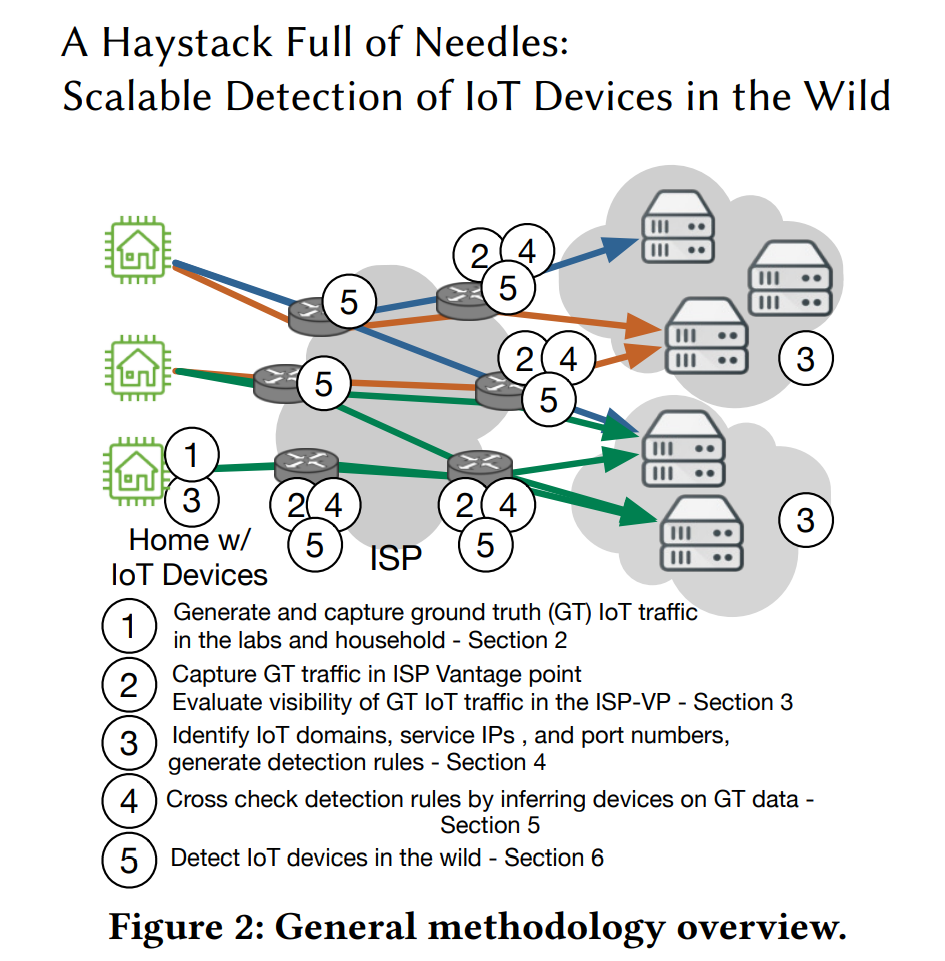 A Haystack Full of Needles:
Scalable Detection of IoT Devices in the Wild
2 4
5
5
2 4
3
5
5
1
3
2 4
5
2 4
5
3
Home w/
IoT Devices
ISP
1 Generate and capture ground truth (GT) IoT traffic
in the labs and household - Section 2
2 Capture GT traffic in ISP Vantage point
Evaluate visibility of GT IoT traffic in the ISP-VP - Section 3
3 Identify IoT domains, service IPs , and port numbers,
generate detection rules - Section 4
4 Cross check detection rules by inferring devices on GT data -
Section 5
5 Detect IoT devices in the wild - Section 6
Figure 2: General methodology overview.